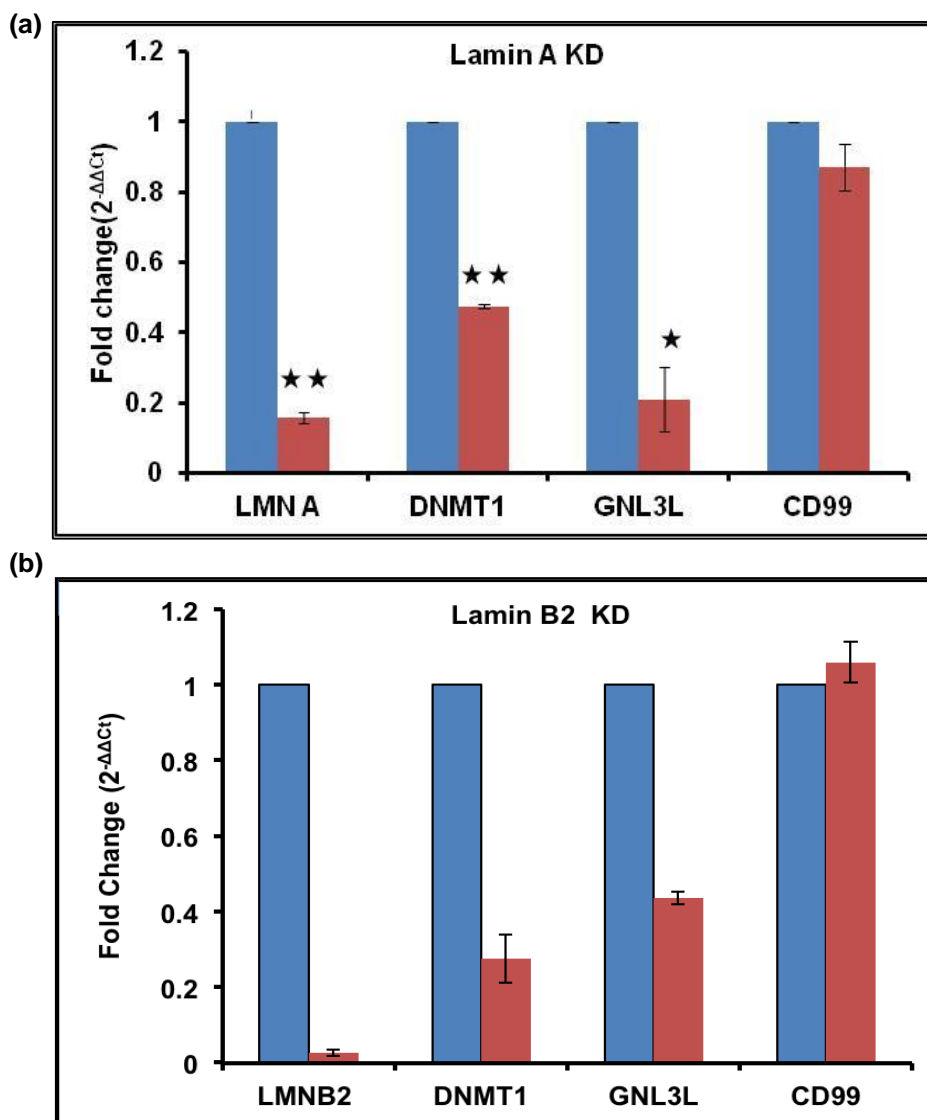 (a)
Lamin A KD
Fold change(2-ΔΔCt)
1.2
1
0.8
0.6
0.4
0.2
0
★★
★★
★
LMN A DNMT1 GNL3L CD99
(b)
Lamin B2 KD
Fold Change (2-ΔΔCt)
1.2
1
0.8
0.6
0.4
0.2
0
LMNB2 DNMT1 GNL3L CD99